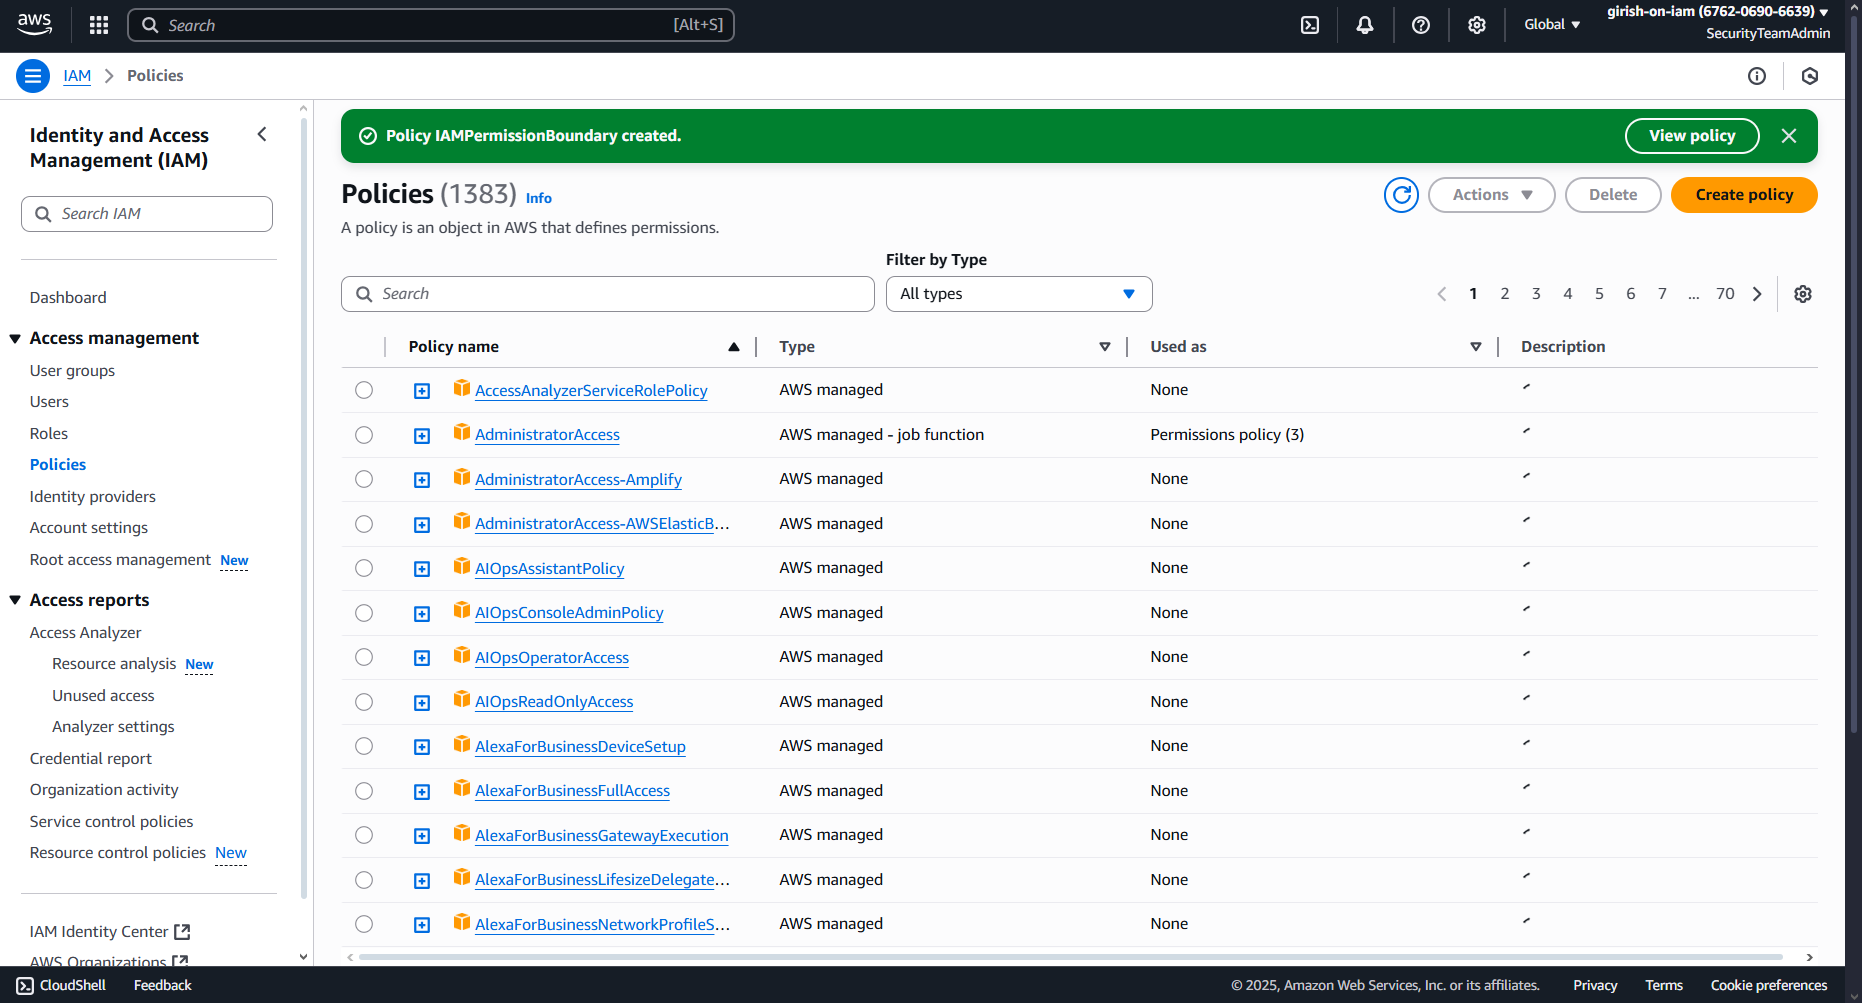 aws
Search [Alt+S]
Global
girish-on-iam (6762-0690-6639)
SecurityTeamAdmin
IAM > Policies
Identity and Access
Management (IAM)
Search IAM
Dashboard
Access management
User groups
Users
Roles
Policies
Identity providers
Account settings
Root access management New
Access reports
Access Analyzer
Resource analysis New
Unused access
Analyzer settings
Credential report
Organization activity
Service control policies
Resource control policies New
IAM Identity Center
AWS Organizations
Policy IAMPermissionBoundary created.
View policy
Policies (1383) Info
Actions
Delete
Create policy
A policy is an object in AWS that defines permissions.
Filter by Type
Search
All types
1 2 3 4 5 6 7 ... 70
Policy name Type Used as Description
AccessAnalyzerServiceRolePolicy AWS managed None
AdministratorAccess AWS managed - job function Permissions policy (3)
AdministratorAccess-Amplify AWS managed None
AdministratorAccess-AWSElasticB... AWS managed None
AIOpsAssistantPolicy AWS managed None
AIOpsConsoleAdminPolicy AWS managed None
AIOpsOperatorAccess AWS managed None
AIOpsReadOnlyAccess AWS managed None
AlexaForBusinessDeviceSetup AWS managed None
AlexaForBusinessFullAccess AWS managed None
AlexaForBusinessGatewayExecution AWS managed None
AlexaForBusinessLifesizeDelegate... AWS managed None
AlexaForBusinessNetworkProfileS... AWS managed None
CloudShell Feedback © 2025, Amazon Web Services, Inc. or its affiliates. Privacy Terms Cookie preferences